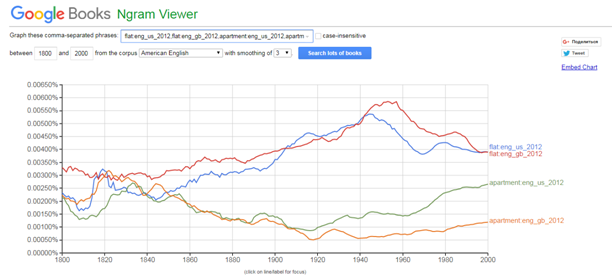 Google Books Ngram Viewer
Graph these comma-separated phrases: flat:eng_us_2012,flat:eng_gb_2012,apartment:eng_us_2012,apartm case-insensitive
between 1800 and 2000 from the corpus American English with smoothing of 3 Search lots of books
Поделиться
Tweet
Embed Chart
0.00650%
0.00600%
0.00550%
0.00500%
0.00450%
0.00400%
0.00350%
0.00300%
0.00250%
0.00200%
0.00150%
0.00100%
0.00050%
0.00000%
flat:eng_us_2012
flat:eng_gb_2012
apartment:eng_us_2012
apartment:eng_gb_2012
1800 1820 1840 1860 1880 1900 1920 1940 1960 1980 2000
(click on line/label for focus)